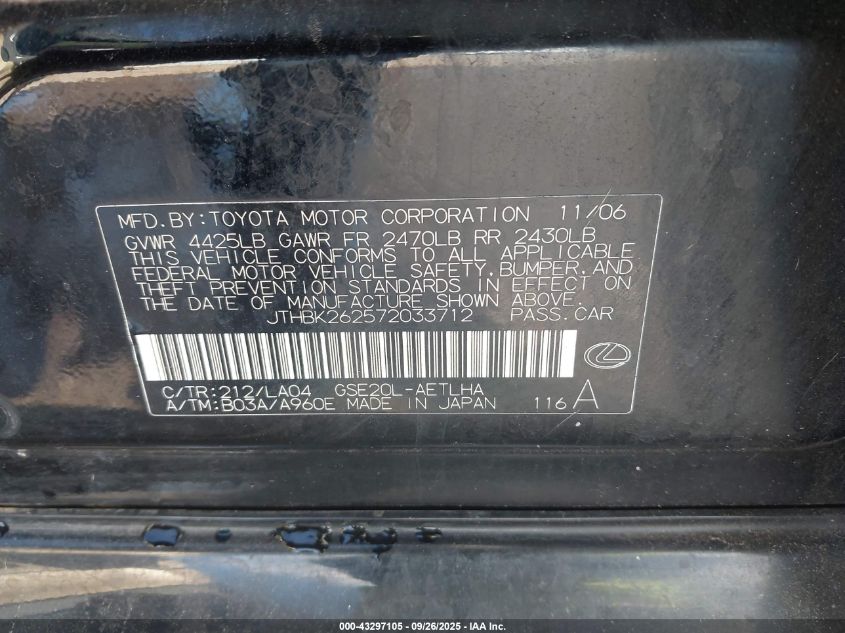 MFD.BY:TOYOTA MOTOR CORPORATION 11/06
GVWR 4425LB GAWR FR 2470LB RR 2430LB
THIS VEHICLE CONFORMS TO ALL APPLICABLE
FEDERAL MOTOR VEHICLE SAFETY,BUMPER,AND
THEFT PREVENTION STANDARDS IN EFFECT ON
THE DATE OF MANUFACTURE SHOWN ABOVE.
JTHBK262572033712 PASS.CAR
C/TR:212/LA04 GSE20L-AETLHA
A/TM:B03A/A960E MADE IN JAPAN 116 A
000-43297105 - 09/26/2025 - IAA Inc.